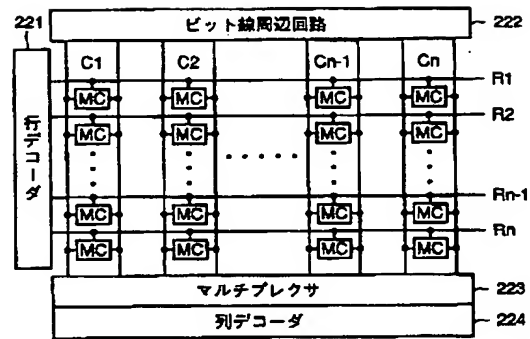 221
ビット線周辺回路
222
C1 C2 Cn-1 Cn
R1
MC MC MC MC
R2
MC MC MC MC
行デコーダ
Rn-1
MC MC MC MC
Rn
MC MC MC MC
マルチプレクサ
223
列デコーダ
224